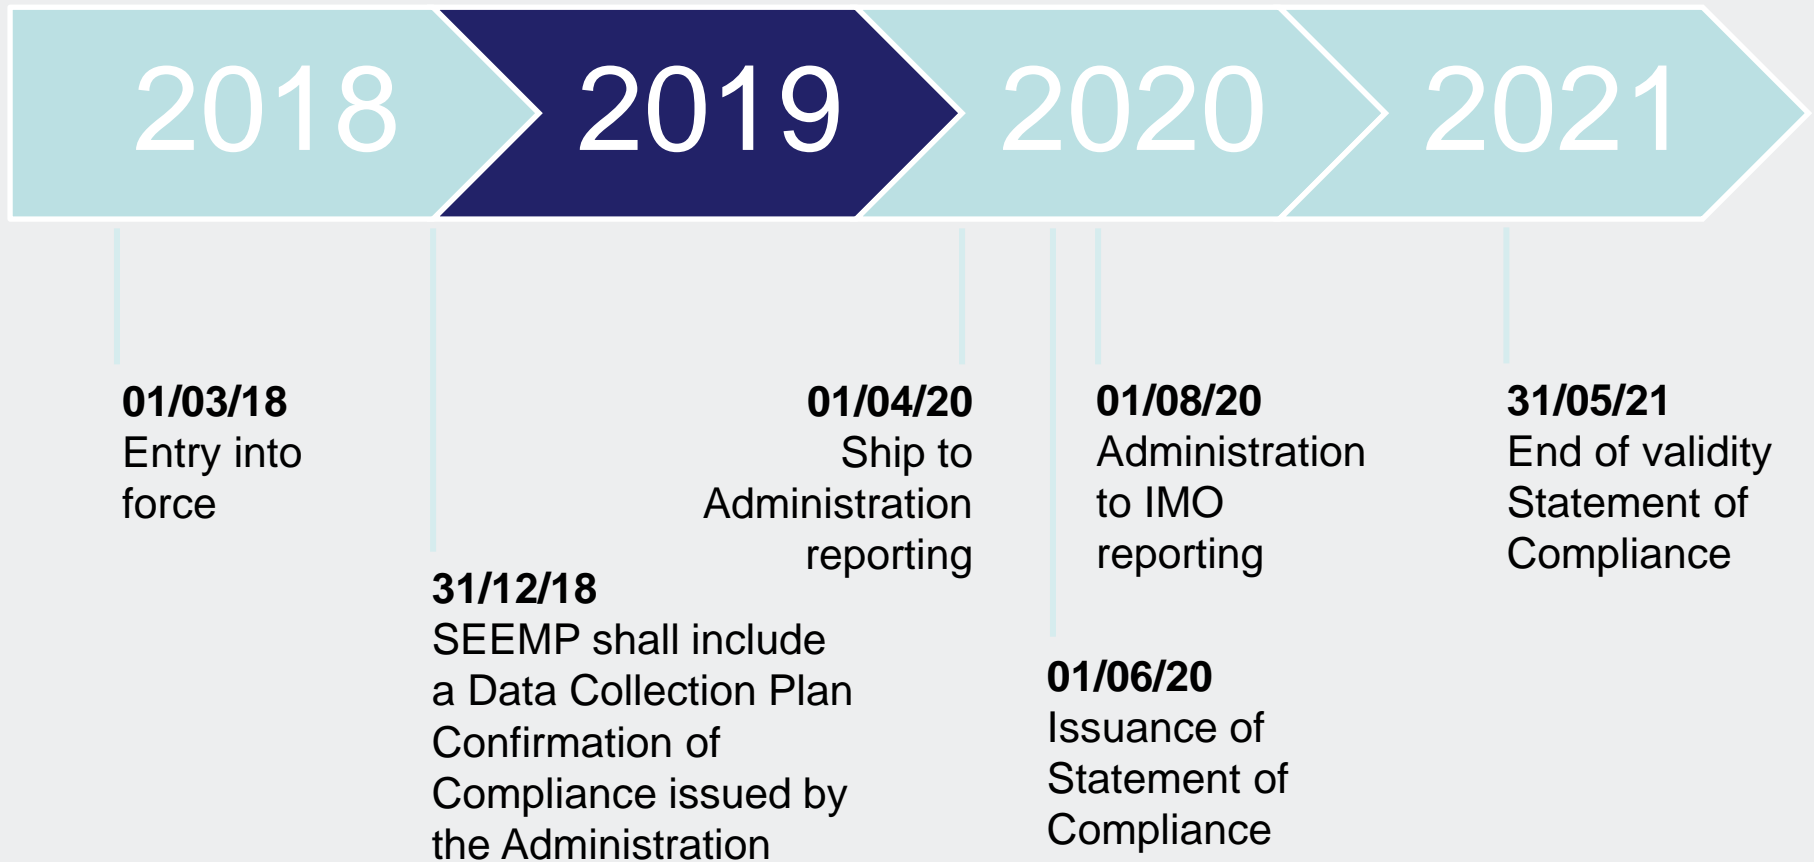 2018
2019
2020
2021
01/03/18
Entry into
force
31/12/18
SEEMP shall include
a Data Collection Plan
Confirmation of
Compliance issued by
the Administration
01/04/20
Ship to
Administration
reporting
01/06/20
Issuance of
Statement of
Compliance
01/08/20
Administration
to IMO
reporting
31/05/21
End of validity
Statement of
Compliance